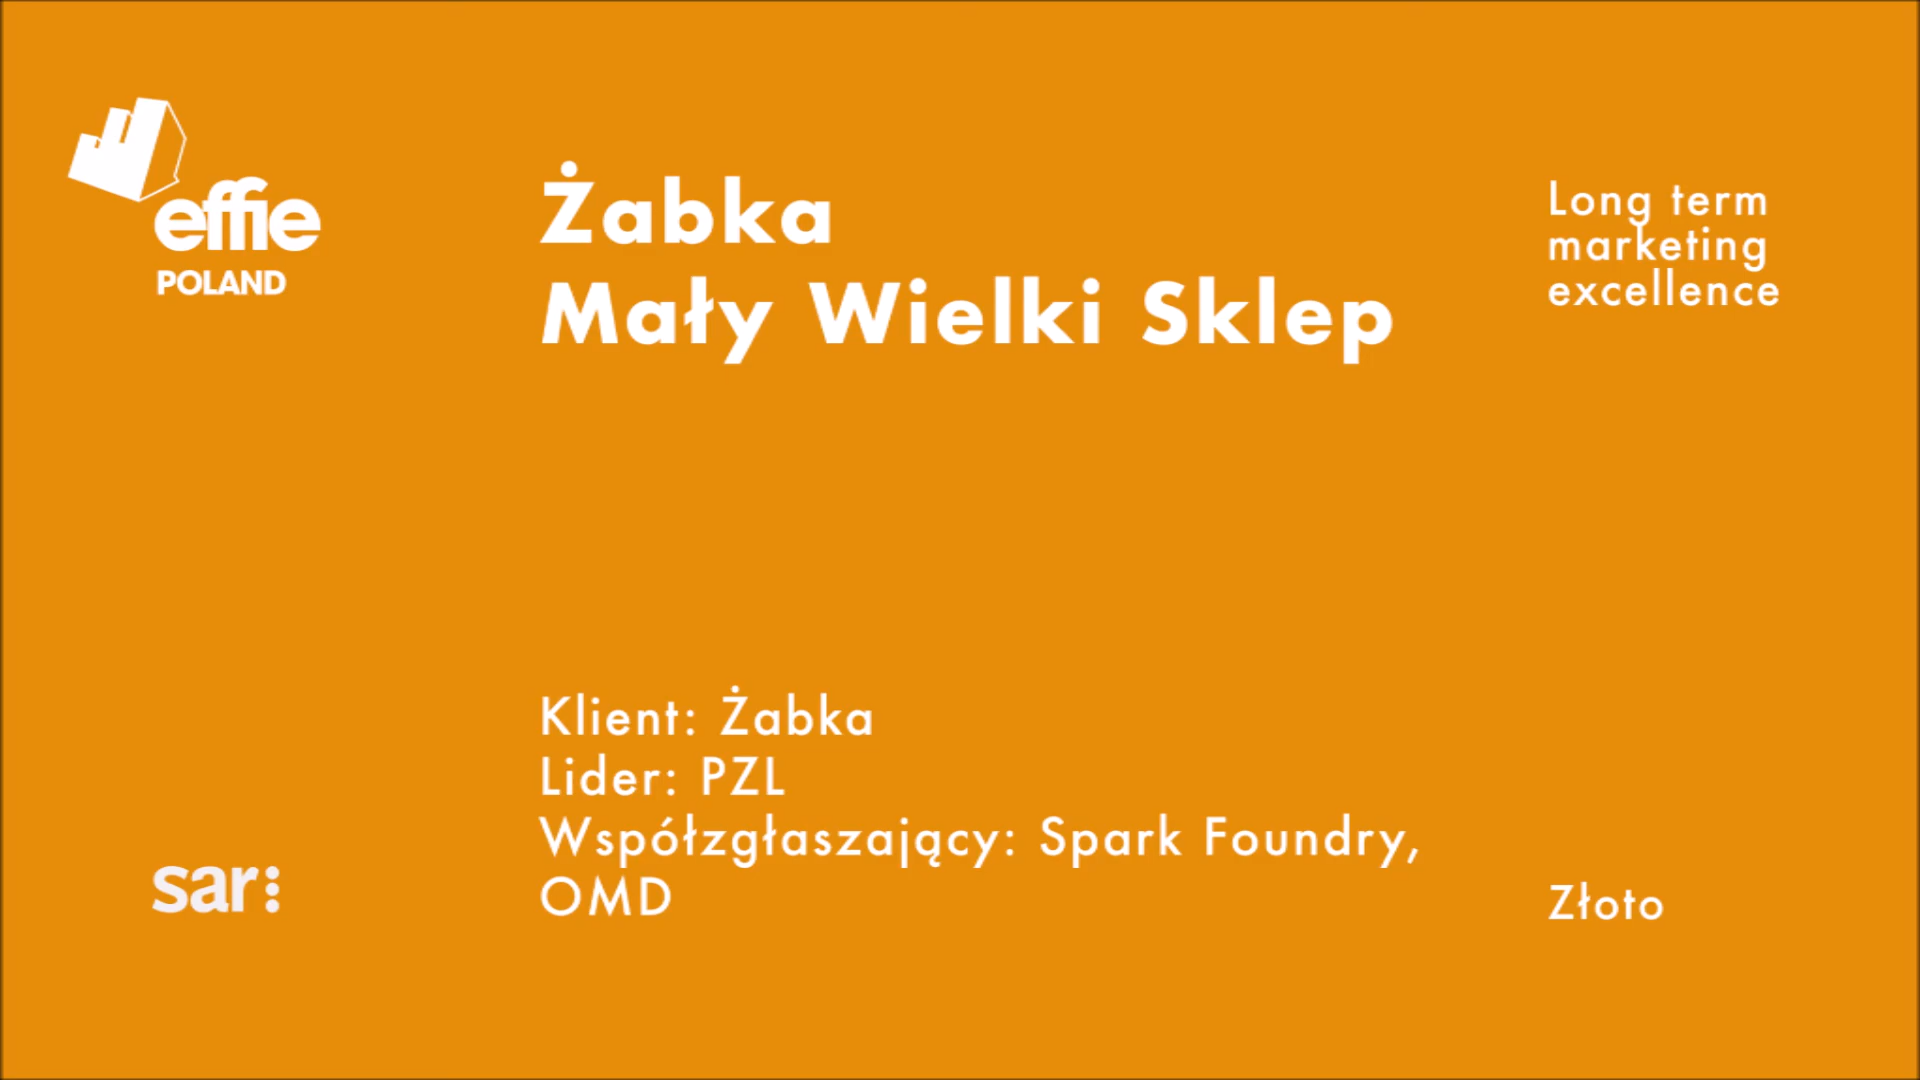 effie
POLAND
Żabka
Mały Wielki Sklep
Long term
marketing
excellence
Klient: Żabka
Lider: PZL
Współzgłaszający: Spark Foundry,
OMD
sar
Złoto